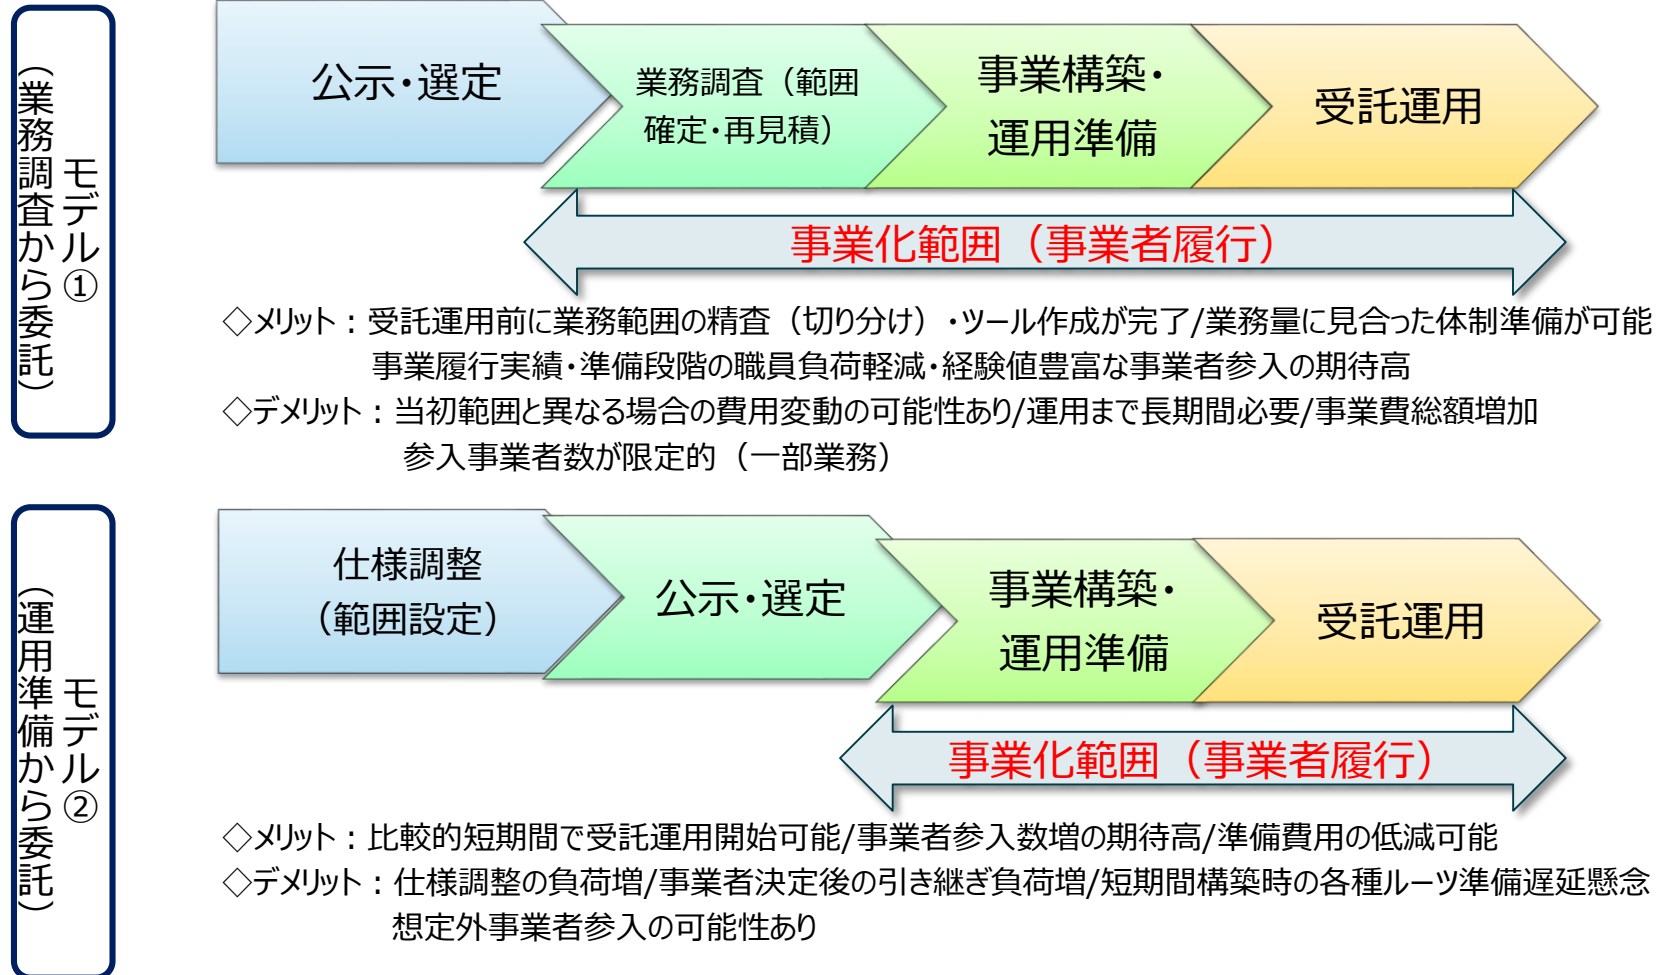 モデル①
（業務調査から委託）
公示・選定
業務調査（範囲
確定・再見積）
事業構築・
運用準備
受託運用
事業化範囲（事業者履行）
◇メリット：受託運用前に業務範囲の精査（切り分け）・ツール作成が完了/業務量に見合った体制準備が可能
事業履行実績・準備段階の職員負荷軽減・経験値豊富な事業者参入の期待高
◇デメリット：当初範囲と異なる場合の費用変動の可能性あり/運用まで長期間必要/事業費総額増加
参入事業者数が限定的（一部業務）
モデル②
（運用準備から委託）
仕様調整
（範囲設定）
公示・選定
事業構築・
運用準備
受託運用
事業化範囲（事業者履行）
◇メリット：比較的短期間で受託運用開始可能/事業者参入数増の期待高/準備費用の低減可能
◇デメリット：仕様調整の負荷増/事業者決定後の引き継ぎ負荷増/短期間構築時の各種ルーツ準備遅延懸念
想定外事業者参入の可能性あり